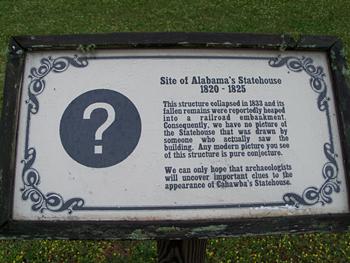 Site of Alabama's Statehouse
1820 - 1825
?
This structure collapsed in 1833 and its
fallen remains were reportedly heaped
into a railroad embankment.
Consequently, we have no picture of
the Statehouse that was drawn by
someone who actually saw the
building. Any modern picture you see
of this structure is pure conjecture.
We can only hope that archaeologists
will uncover important clues to the
appearance of Cahawba's Statehouse.